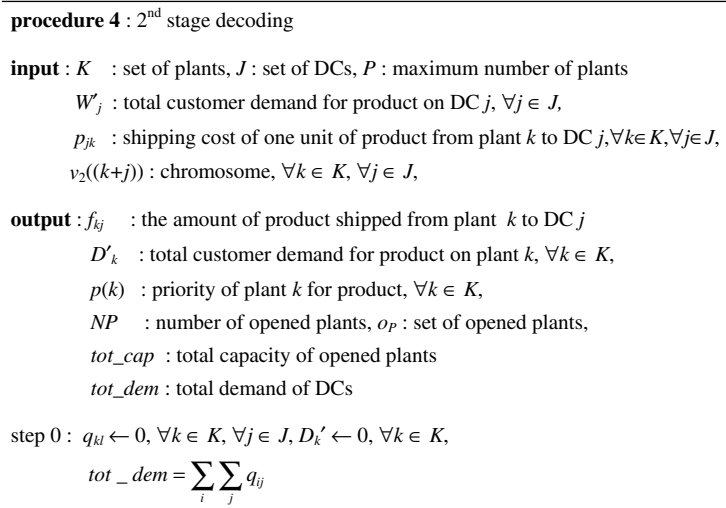 procedure 4 : 2nd stage decoding
input : K : set of plants, J : set of DCs, P : maximum number of plants
W′j : total customer demand for product on DC j, ∀j ∈ J,
pjk : shipping cost of one unit of product from plant k to DC j,∀k∈K,∀j∈J,
v2((k+j)) : chromosome, ∀k ∈ K, ∀j ∈ J,
output : fkj : the amount of product shipped from plant k to DC j
D′k : total customer demand for product on plant k, ∀k ∈ K,
p(k) : priority of plant k for product, ∀k ∈ K,
NP : number of opened plants, oP : set of opened plants,
tot_cap : total capacity of opened plants
tot_dem : total demand of DCs
step 0 : qkl ← 0, ∀k ∈ K, ∀j ∈ J, Dk′ ← 0, ∀k ∈ K,
tot _ dem = ∑i ∑j qij